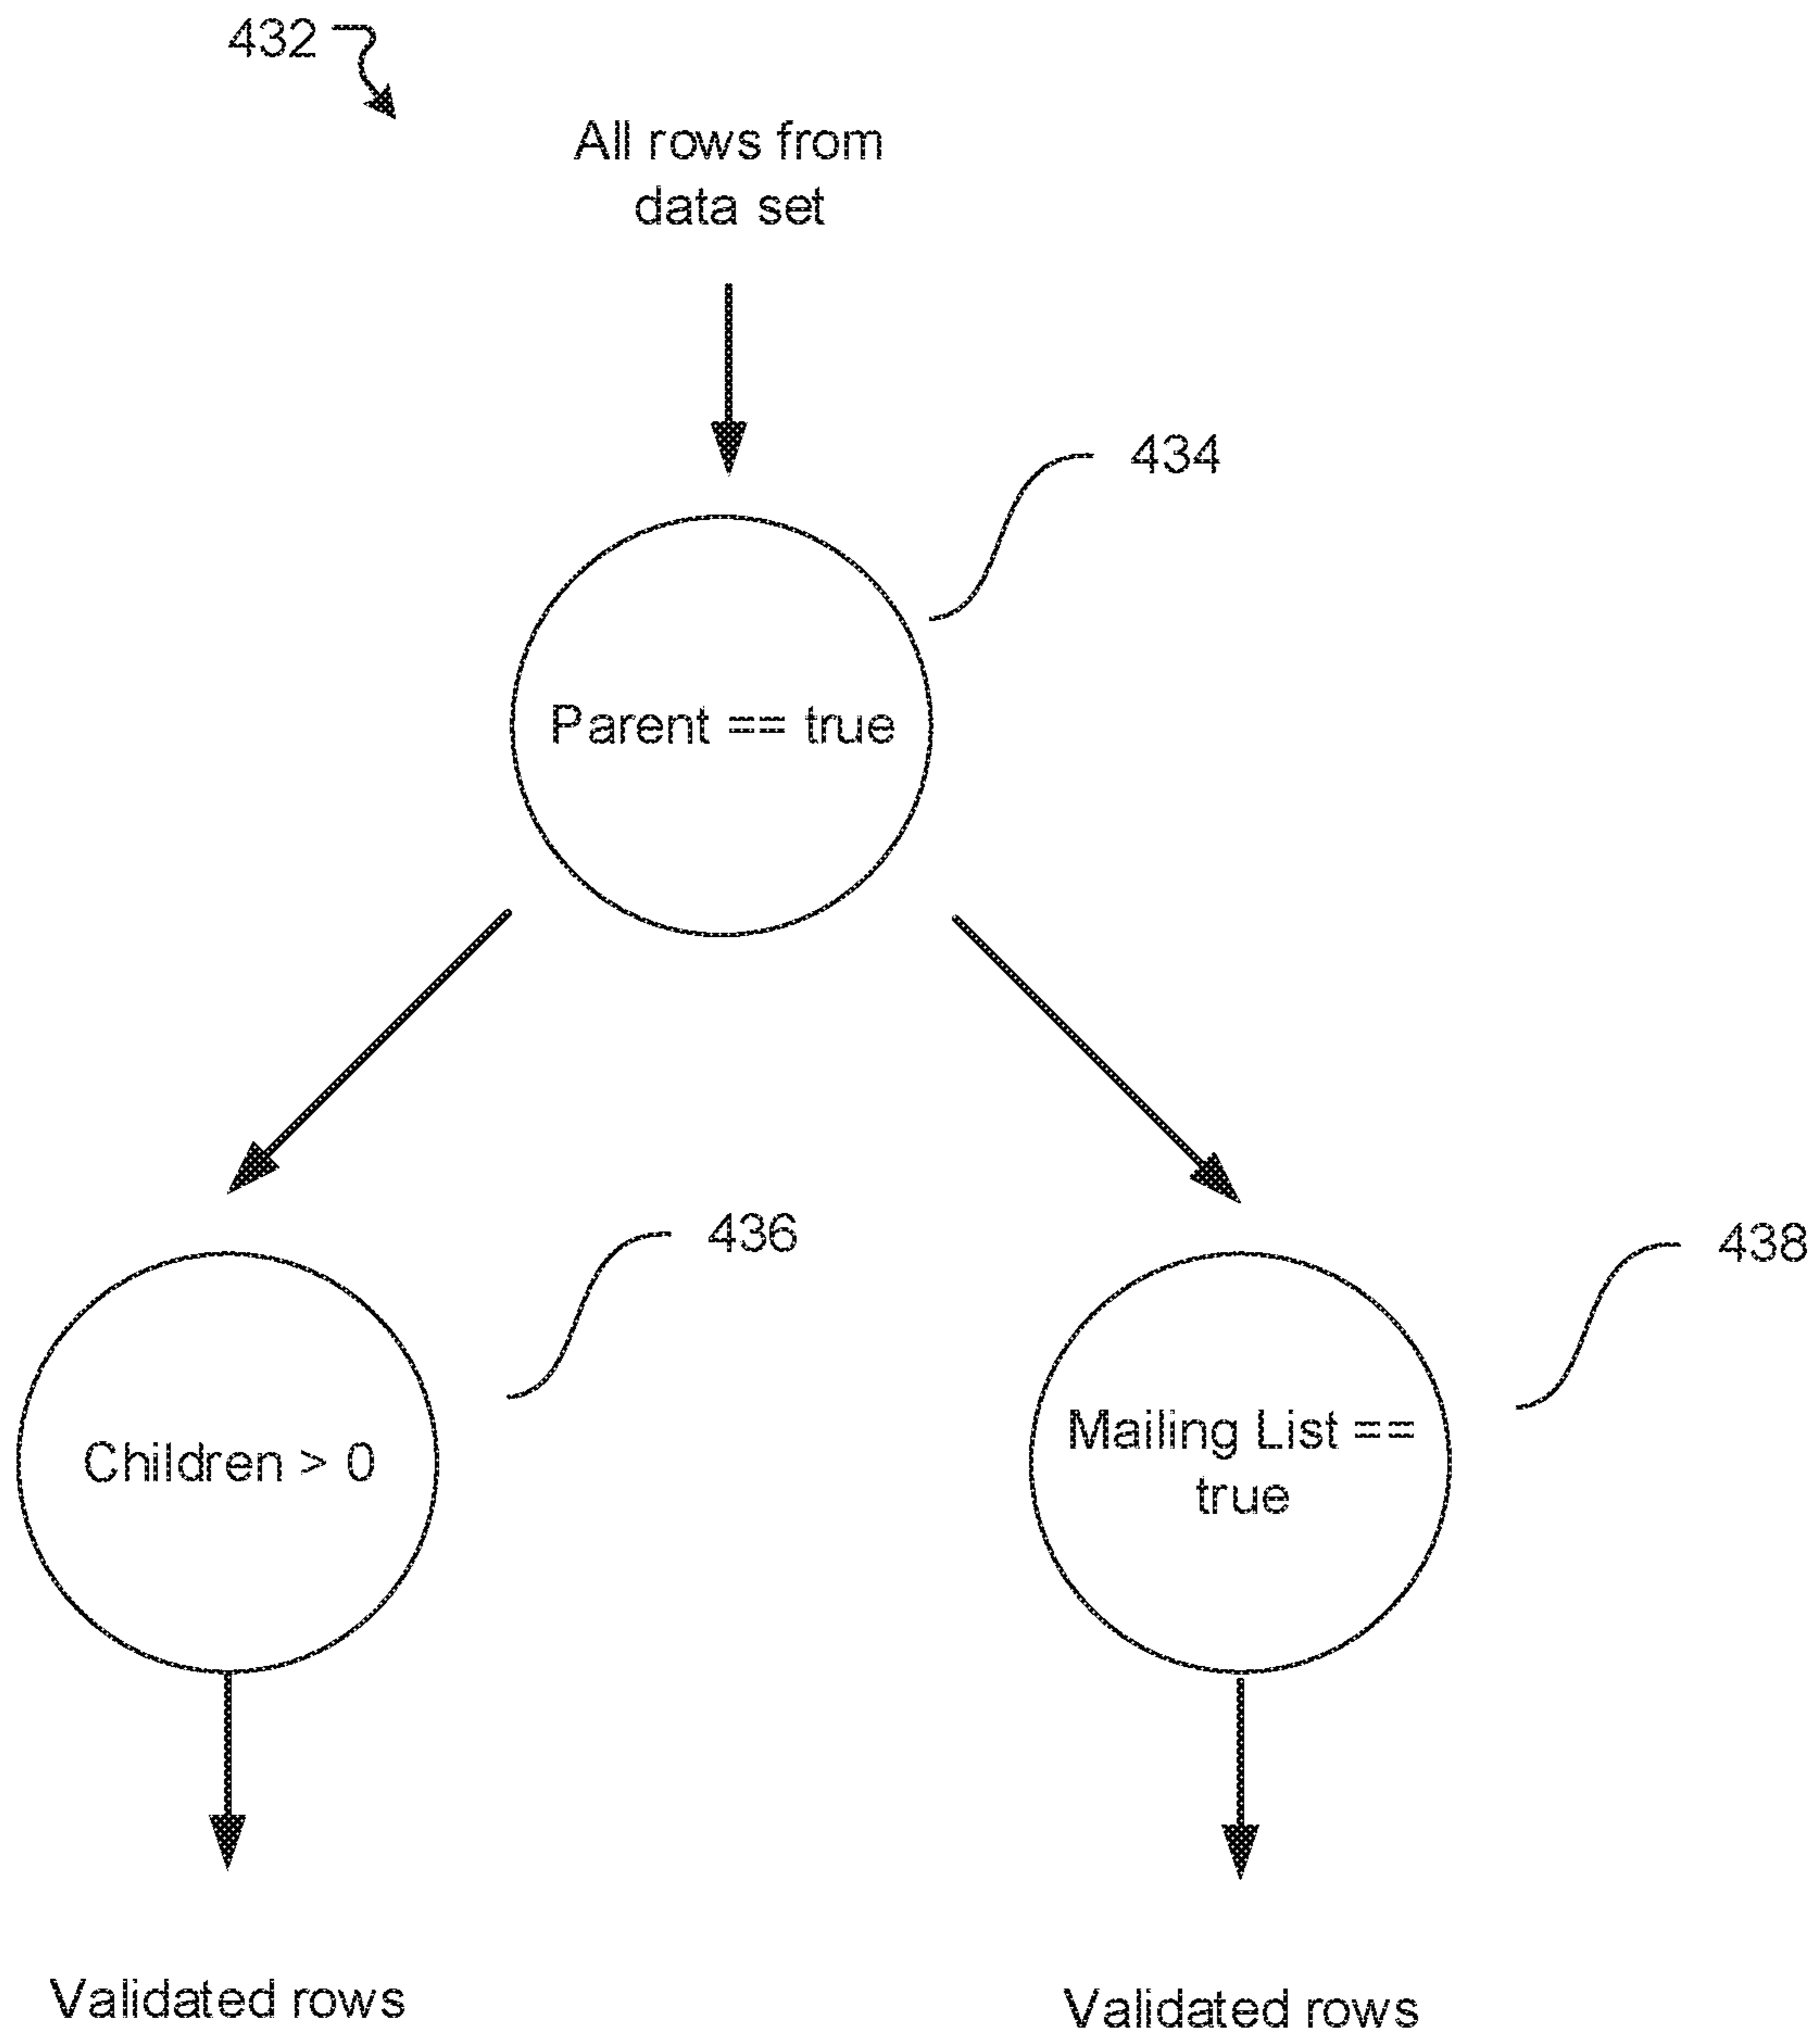 432
All rows from
data set
434
Parent == true
436
438
Children > 0
Mailing List ==
true
Validated rows
Validated rows